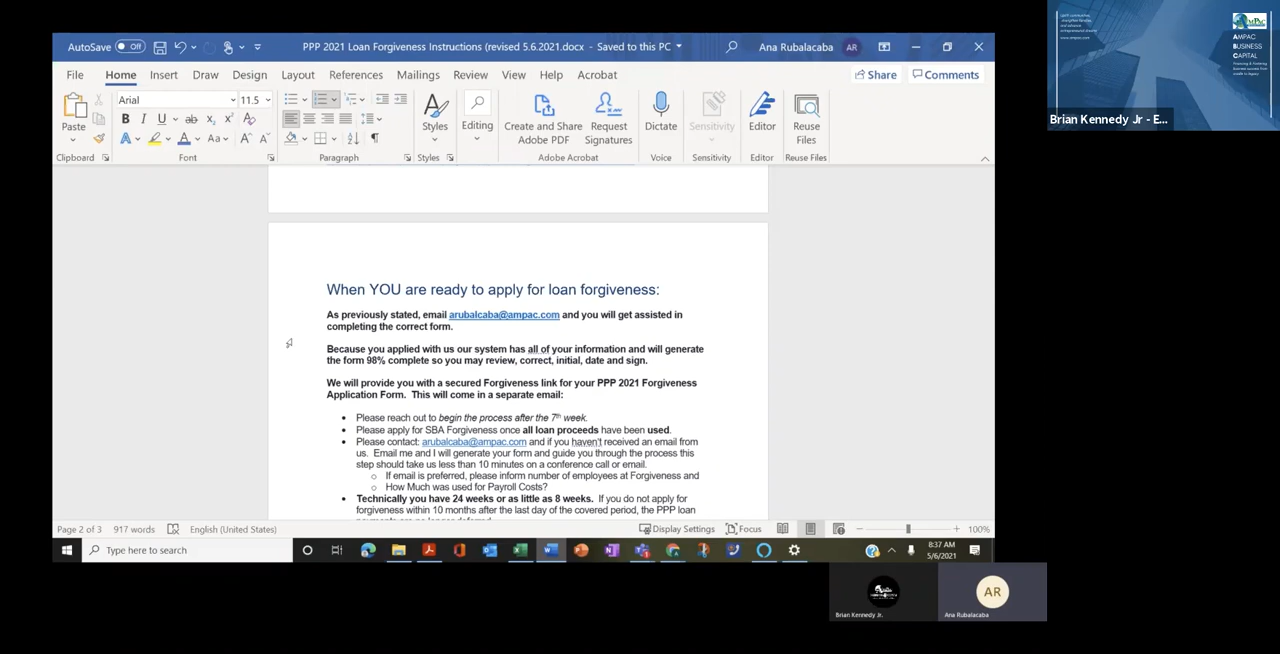 AutoSave Off
PPP 2021 Loan Forgiveness Instructions (revised 5.6.2021.docx - Saved to this PC
Ana Rubalacaba AR
File Home Insert Draw Design Layout References Mailings Review View Help Acrobat
Share Comments
Arial 11.5
Paste
Styles
Editing
Create and Share Adobe PDF
Request Signatures
Dictate
Sensitivity
Editor
Reuse Files
Clipboard Font Paragraph Styles Adobe Acrobat Voice Sensitivity Editor Reuse Files
When YOU are ready to apply for loan forgiveness:
As previously stated, email arubalcaba@ampac.com and you will get assisted in
completing the correct form.
Because you applied with us our system has all of your information and will generate
the form 98% complete so you may review, correct, initial, date and sign.
We will provide you with a secured Forgiveness link for your PPP 2021 Forgiveness
Application Form. This will come in a separate email:
• Please reach out to begin the process after the 7th week.
• Please apply for SBA Forgiveness once all loan proceeds have been used.
• Please contact: arubalcaba@ampac.com and if you haven't received an email from
us. Email me and I will generate your form and guide you through the process this
step should take us less than 10 minutes on a conference call or email.
o If email is preferred, please inform number of employees at Forgiveness and
o How Much was used for Payroll Costs?
• Technically you have 24 weeks or as little as 8 weeks. If you do not apply for
forgiveness within 10 months after the last day of the covered period, the PPP loan
Page 2 of 3 917 words English (United States)
Display Settings Focus 100%
Type here to search
8:37 AM
5/6/2021
AMPAC
BUSINESS
CAPITAL
Brian Kennedy Jr - E...
Brian Kennedy Jr.
AR
Ana Rubalacaba